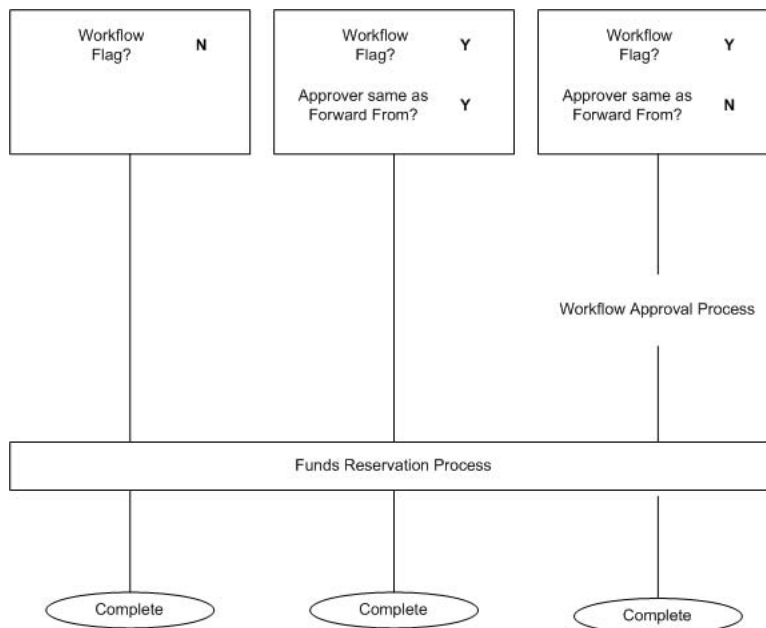 Workflow
Flag? N
Workflow
Flag? Y
Approver same as
Forward From? Y
Workflow
Flag? Y
Approver same as
Forward From? N
Workflow Approval Process
Funds Reservation Process
Complete
Complete
Complete